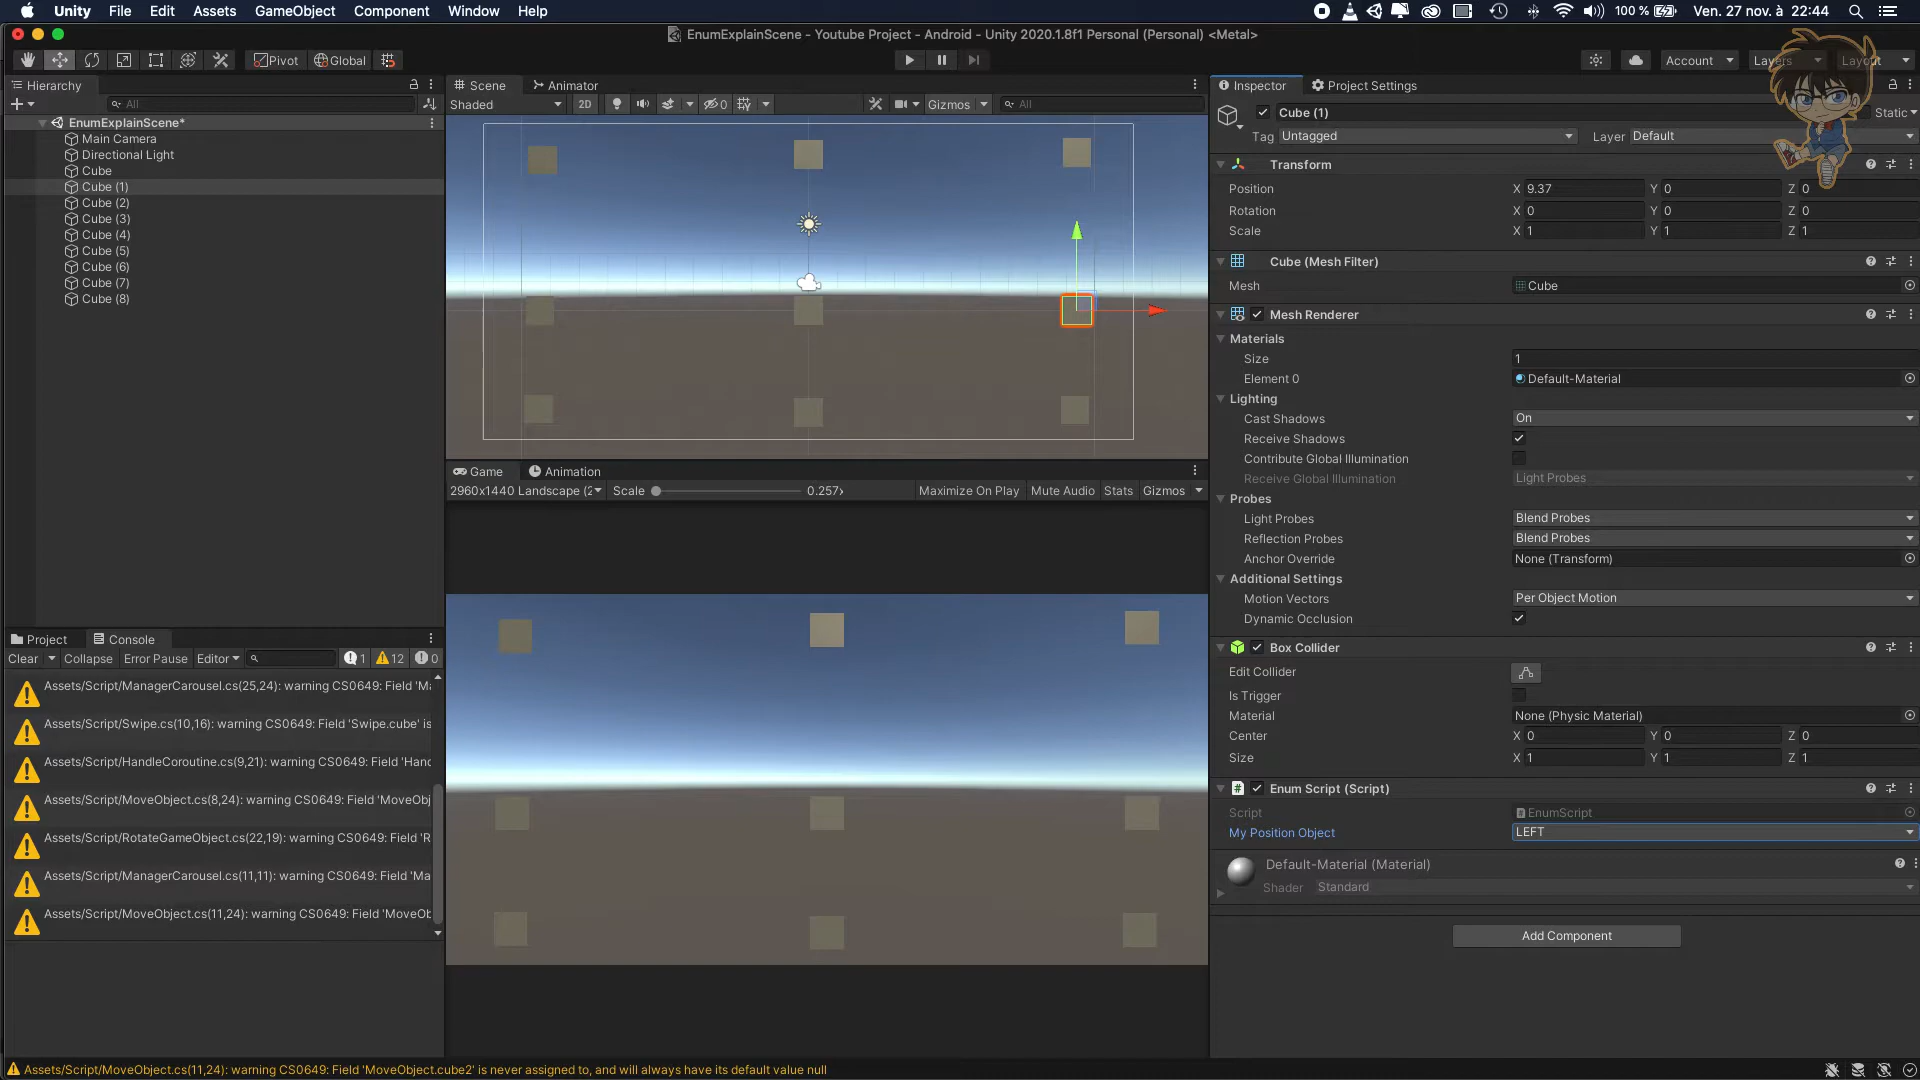 Unity File Edit Assets GameObject Component Window Help 100 % Ven. 27 nov. à 22:44
EnumExplainScene - Youtube Project - Android - Unity 2020.1.8f1 Personal (Personal) <Metal>
Pivot Global Account Layers
Hierarchy
All
EnumExplainScene*
Main Camera
Directional Light
Cube
Cube (1)
Cube (2)
Cube (3)
Cube (4)
Cube (5)
Cube (6)
Cube (7)
Cube (8)
Scene Animator
Shaded 2D 0 Gizmos All
Game Animation
2960x1440 Landscape (2 Scale 0.257x Maximize On Play Mute Audio Stats Gizmos
Project Console
Clear Collapse Error Pause Editor 1 12 0
Assets/Script/ManagerCarousel.cs(25,24): warning CS0649: Field 'Ma
Assets/Script/Swipe.cs(10,16): warning CS0649: Field 'Swipe.cube' is
Assets/Script/HandleCoroutine.cs(9,21): warning CS0649: Field 'Hand
Assets/Script/MoveObject.cs(8,24): warning CS0649: Field 'MoveObj
Assets/Script/RotateGameObject.cs(22,19): warning CS0649: Field 'R
Assets/Script/ManagerCarousel.cs(11,11): warning CS0649: Field 'Ma
Assets/Script/MoveObject.cs(11,24): warning CS0649: Field 'MoveOb
Inspector Project Settings
Cube (1) Static
Tag Untagged Layer Default
Transform
Position X 9.37 Y 0 Z 0
Rotation X 0 Y 0 Z 0
Scale X 1 Y 1 Z 1
Cube (Mesh Filter)
Mesh Cube
Mesh Renderer
Materials
Size 1
Element 0 Default-Material
Lighting
Cast Shadows On
Receive Shadows
Contribute Global Illumination
Receive Global Illumination Light Probes
Probes
Light Probes Blend Probes
Reflection Probes Blend Probes
Anchor Override None (Transform)
Additional Settings
Motion Vectors Per Object Motion
Dynamic Occlusion
Box Collider
Edit Collider
Is Trigger
Material None (Physic Material)
Center X 0 Y 0 Z 0
Size X 1 Y 1 Z 1
Enum Script (Script)
Script EnumScript
My Position Object LEFT
Default-Material (Material)
Shader Standard
Add Component
Assets/Script/MoveObject.cs(11,24): warning CS0649: Field 'MoveObject.cube2' is never assigned to, and will always have its default value null